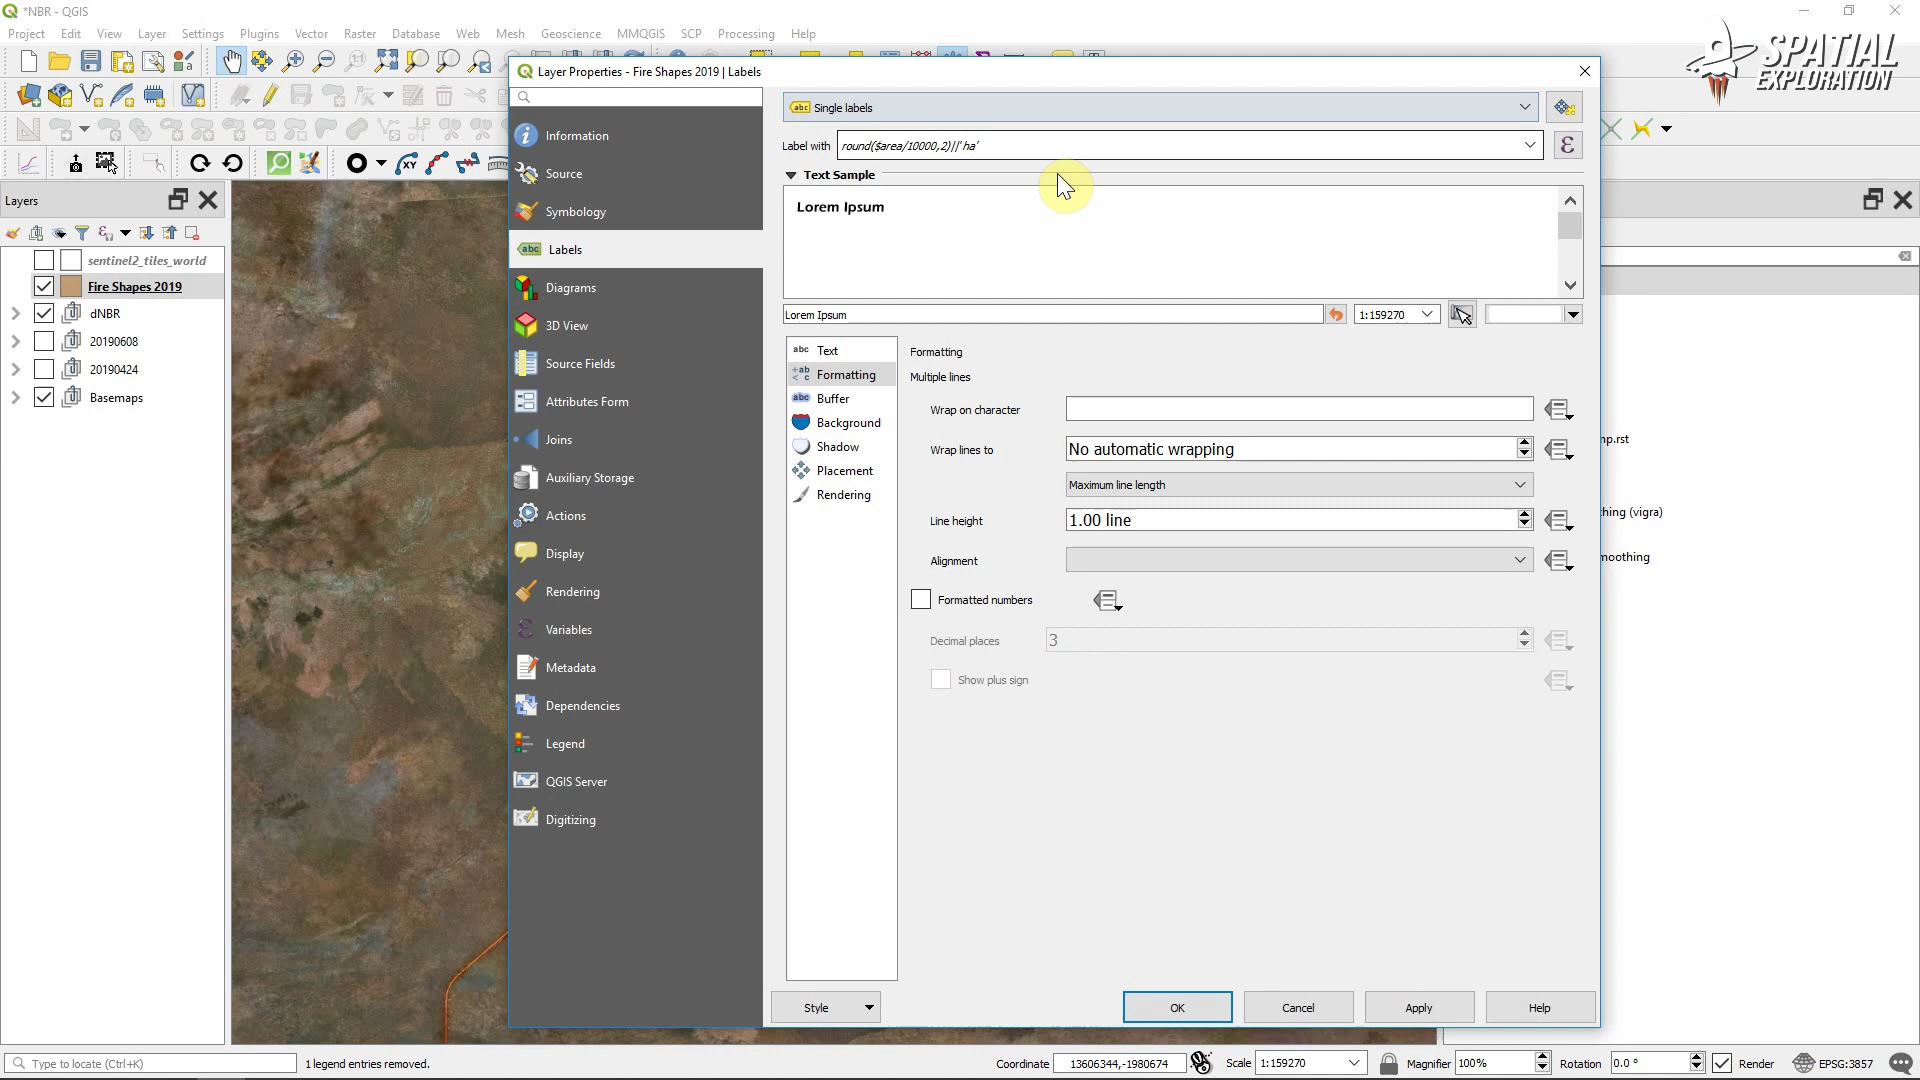 *NBR - QGIS
Project Edit View Layer Settings Plugins Vector Raster Database Web Mesh Geoscience MMQGIS SCP Processing Help
SPATIAL
EXPLORATION
Layer Properties - Fire Shapes 2019 | Labels
abc Single labels
Label with round($area/10000,2)||' ha' ε
Text Sample
Lorem Ipsum
Lorem Ipsum 1:159270
Information
Source
Symbology
abc Labels
Diagrams
3D View
Source Fields
Attributes Form
Joins
Auxiliary Storage
Actions
Display
Rendering
Variables
Metadata
Dependencies
Legend
QGIS Server
Digitizing
Layers
sentinel2_tiles_world
Fire Shapes 2019
dNBR
20190608
20190424
Basemaps
abc Text
+ab < c Formatting
abc Buffer
Background
Shadow
Placement
Rendering
Formatting
Multiple lines
Wrap on character
Wrap lines to No automatic wrapping
Maximum line length
Line height 1.00 line
Alignment
Formatted numbers
Decimal places 3
Show plus sign
mp.rst
hing (vigra)
moothing
Style OK Cancel Apply Help
Type to locate (Ctrl+K) 1 legend entries removed. Coordinate 13606344,-1980674 Scale 1:159270 Magnifier 100% Rotation 0.0 ° Render EPSG:3857